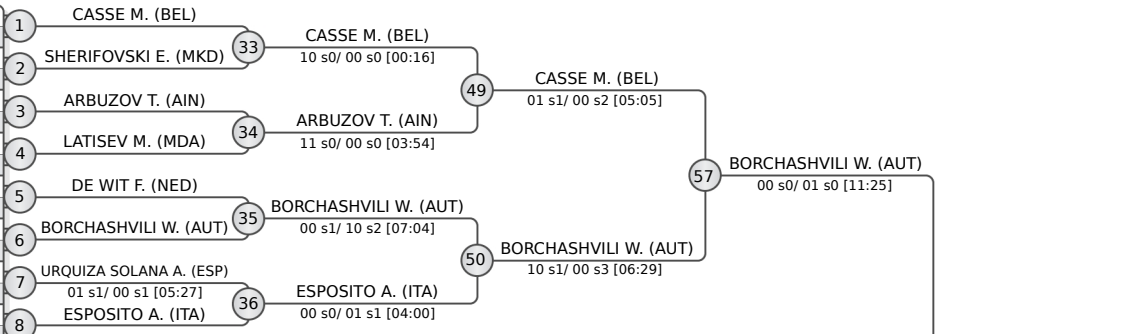 1
CASSE M. (BEL)
2
SHERIFOVSKI E. (MKD)
33
CASSE M. (BEL)
10 s0/ 00 s0 [00:16]
3
ARBUZOV T. (AIN)
4
LATISEV M. (MDA)
34
ARBUZOV T. (AIN)
11 s0/ 00 s0 [03:54]
49
CASSE M. (BEL)
01 s1/ 00 s2 [05:05]
5
DE WIT F. (NED)
6
BORCHASHVILI W. (AUT)
35
BORCHASHVILI W. (AUT)
00 s1/ 10 s2 [07:04]
7
URQUIZA SOLANA A. (ESP)
01 s1/ 00 s1 [05:27]
8
ESPOSITO A. (ITA)
36
ESPOSITO A. (ITA)
00 s0/ 01 s1 [04:00]
50
BORCHASHVILI W. (AUT)
10 s1/ 00 s3 [06:29]
57
BORCHASHVILI W. (AUT)
00 s0/ 01 s0 [11:25]